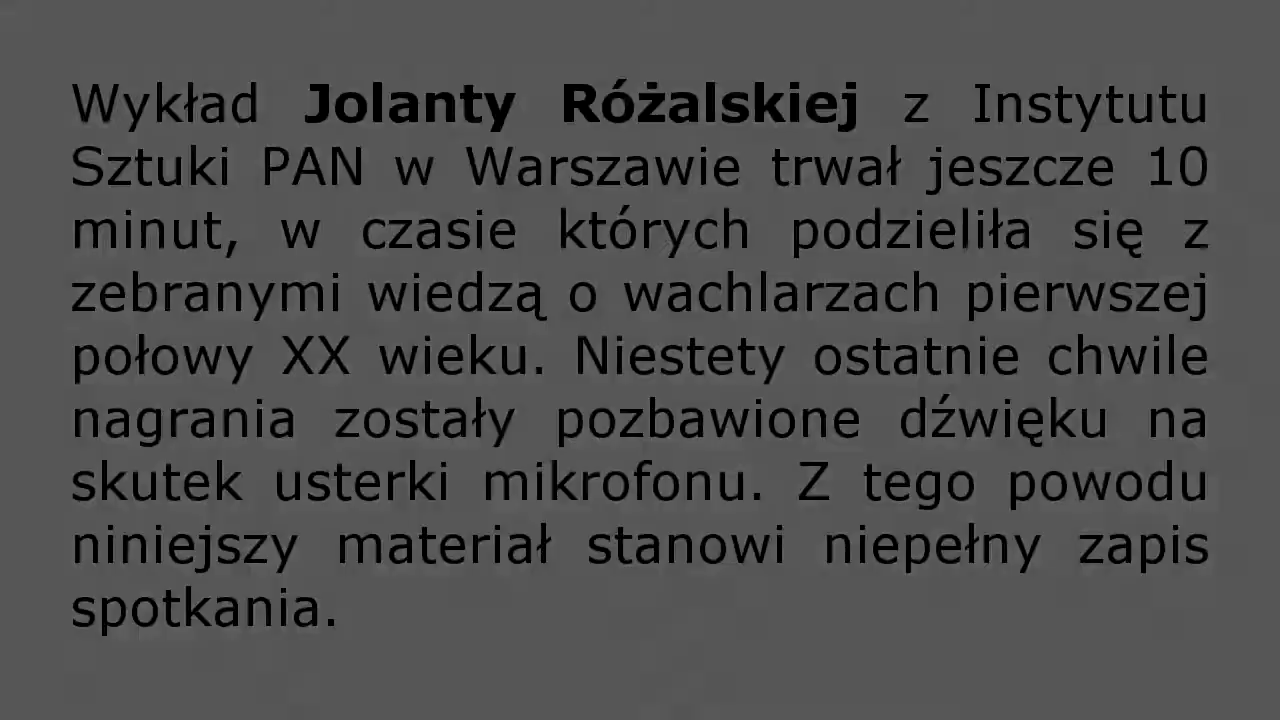 Wykład Jolanty Różalskiej z Instytutu
Sztuki PAN w Warszawie trwał jeszcze 10
minut, w czasie których podzieliła się z
zebranymi wiedzą o wachlarzach pierwszej
połowy XX wieku. Niestety ostatnie chwile
nagrania zostały pozbawione dźwięku na
skutek usterki mikrofonu. Z tego powodu
niniejszy materiał stanowi niepełny zapis
spotkania.